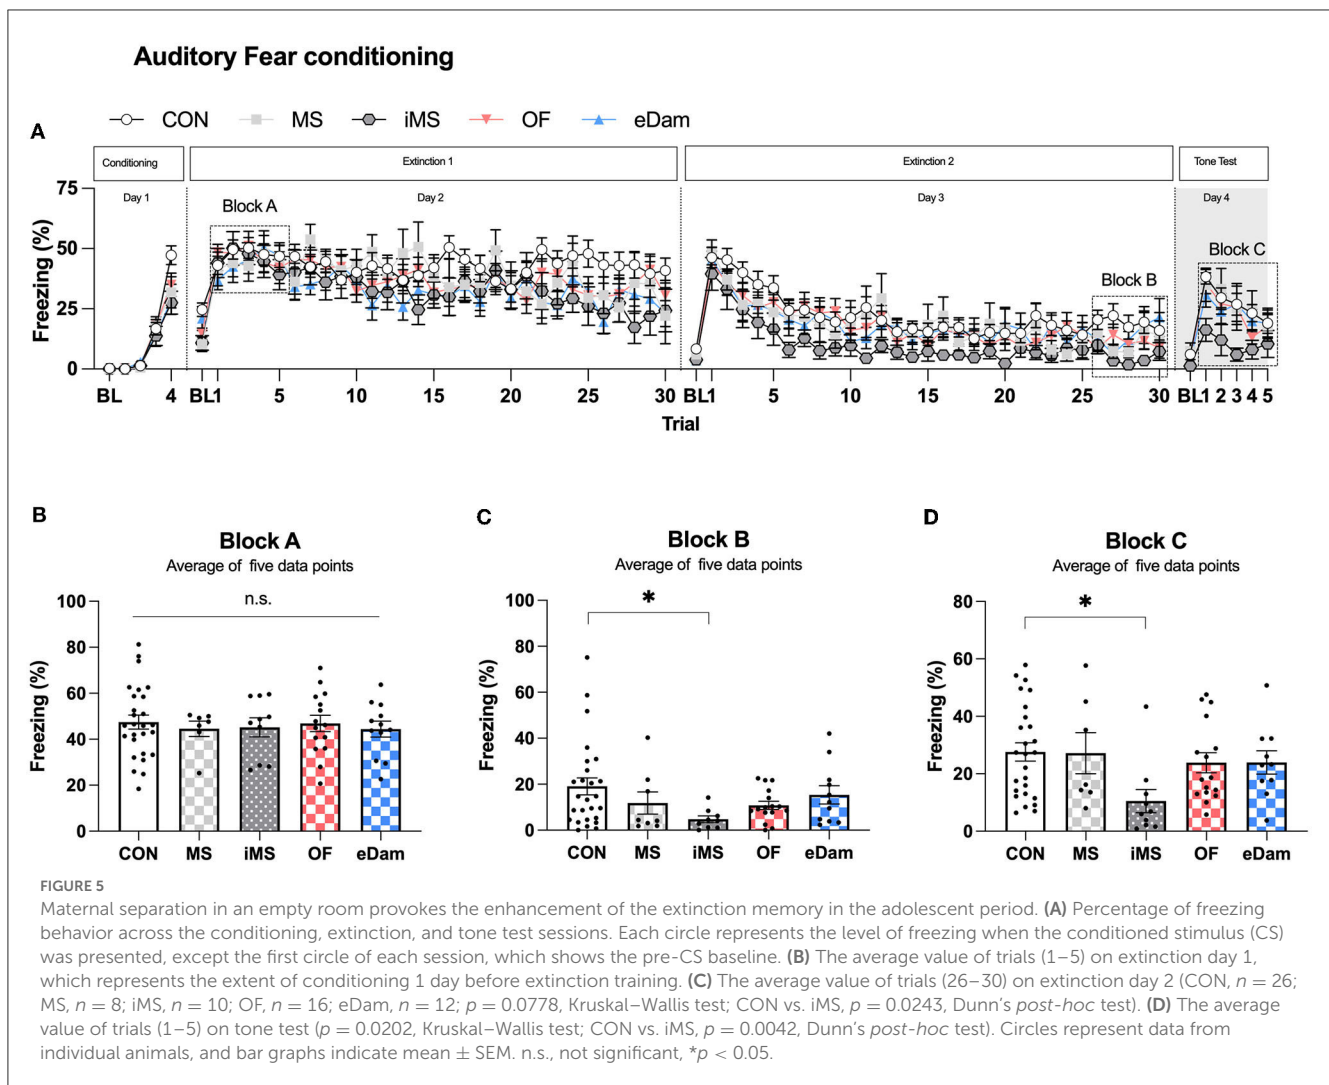 Auditory Fear conditioning
CON MS iMS OF eDam
A
Conditioning Extinction 1 Extinction 2 Tone Test
Day 1 Day 2 Day 3 Day 4
Block A
Block B
Block C
Freezing (%)
75
50
25
0
BL 4 BL1 5 10 15 20 25 30 BL1 5 10 15 20 25 30 BL1 2 3 4 5
Trial
B
Block A
Average of five data points
n.s.
Freezing (%)
100
80
60
40
20
0
CON MS iMS OF eDam
C
Block B
Average of five data points
*
Freezing (%)
100
80
60
40
20
0
CON MS iMS OF eDam
D
Block C
Average of five data points
*
Freezing (%)
80
60
40
20
0
CON MS iMS OF eDam
FIGURE 5
Maternal separation in an empty room provokes the enhancement of the extinction memory in the adolescent period. (A) Percentage of freezing
behavior across the conditioning, extinction, and tone test sessions. Each circle represents the level of freezing when the conditioned stimulus (CS)
was presented, except the first circle of each session, which shows the pre-CS baseline. (B) The average value of trials (1–5) on extinction day 1,
which represents the extent of conditioning 1 day before extinction training. (C) The average value of trials (26–30) on extinction day 2 (CON, n = 26;
MS, n = 8; iMS, n = 10; OF, n = 16; eDam, n = 12; p = 0.0778, Kruskal–Wallis test; CON vs. iMS, p = 0.0243, Dunn's post-hoc test). (D) The average
value of trials (1–5) on tone test (p = 0.0202, Kruskal–Wallis test; CON vs. iMS, p = 0.0042, Dunn's post-hoc test). Circles represent data from
individual animals, and bar graphs indicate mean ± SEM. n.s., not significant, *p < 0.05.